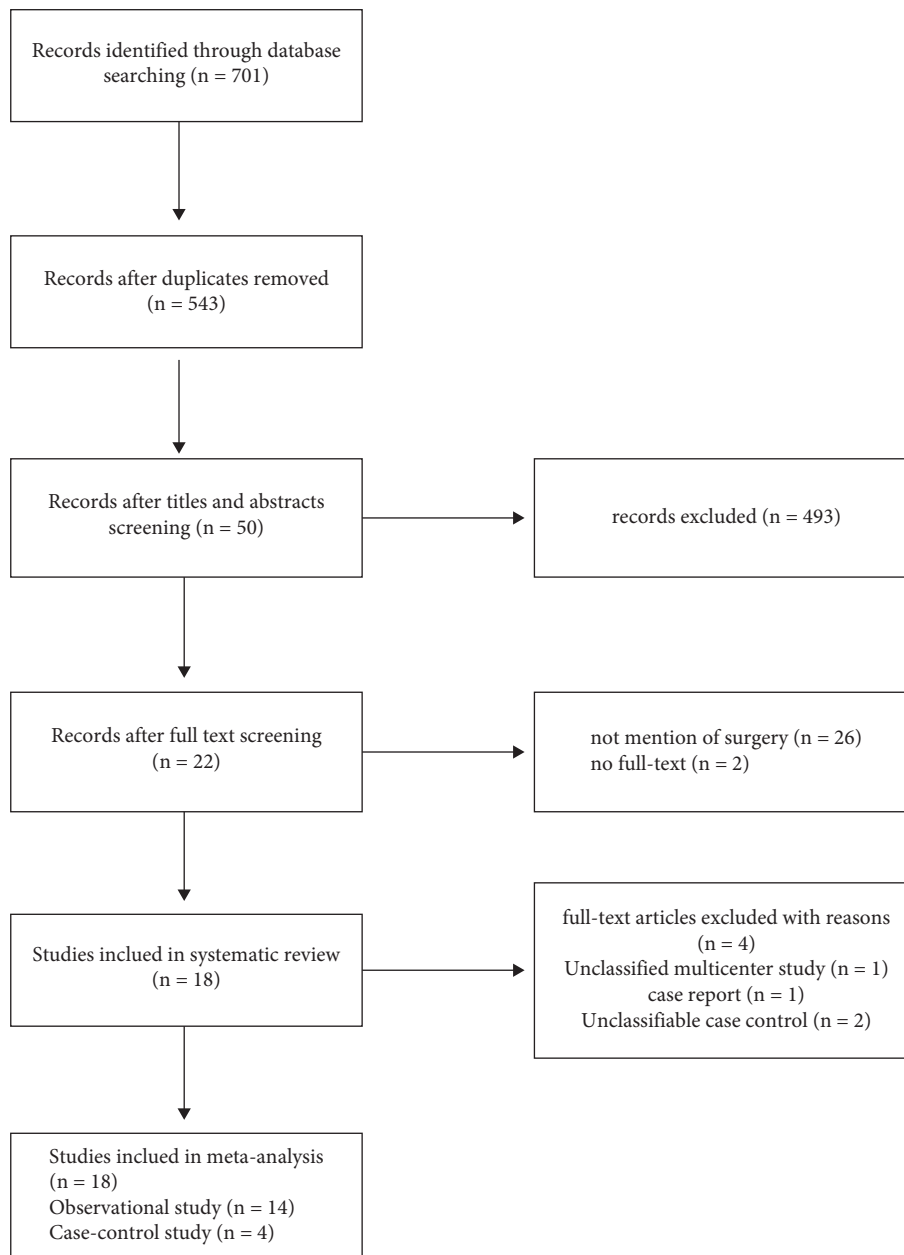 Records identified through database
searching (n = 701)
Records after duplicates removed
(n = 543)
Records after titles and abstracts
screening (n = 50)
records excluded (n = 493)
Records after full text screening
(n = 22)
not mention of surgery (n = 26)
no full-text (n = 2)
Studies inclued in systematic review
(n = 18)
full-text articles excluded with reasons
(n = 4)
Unclassified multicenter study (n = 1)
case report (n = 1)
Unclassifiable case control (n = 2)
Studies inclued in meta-analysis
(n = 18)
Observational study (n = 14)
Case-control study (n = 4)